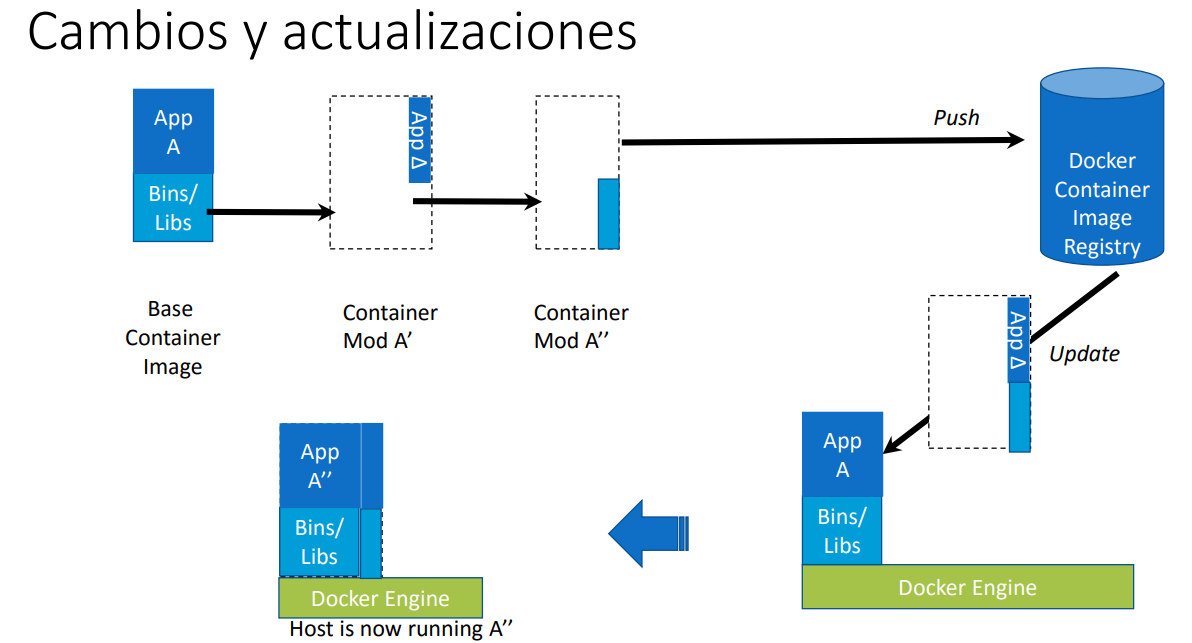 Cambios y actualizaciones
App
A
Bins/
Libs
App Δ
Push
Docker
Container
Image
Registry
Base
Container
Image
Container
Mod A’
Container
Mod A’’
App Δ
Update
App
A
Bins/
Libs
Docker Engine
App
A’’
Bins/
Libs
Docker Engine
Host is now running A’’